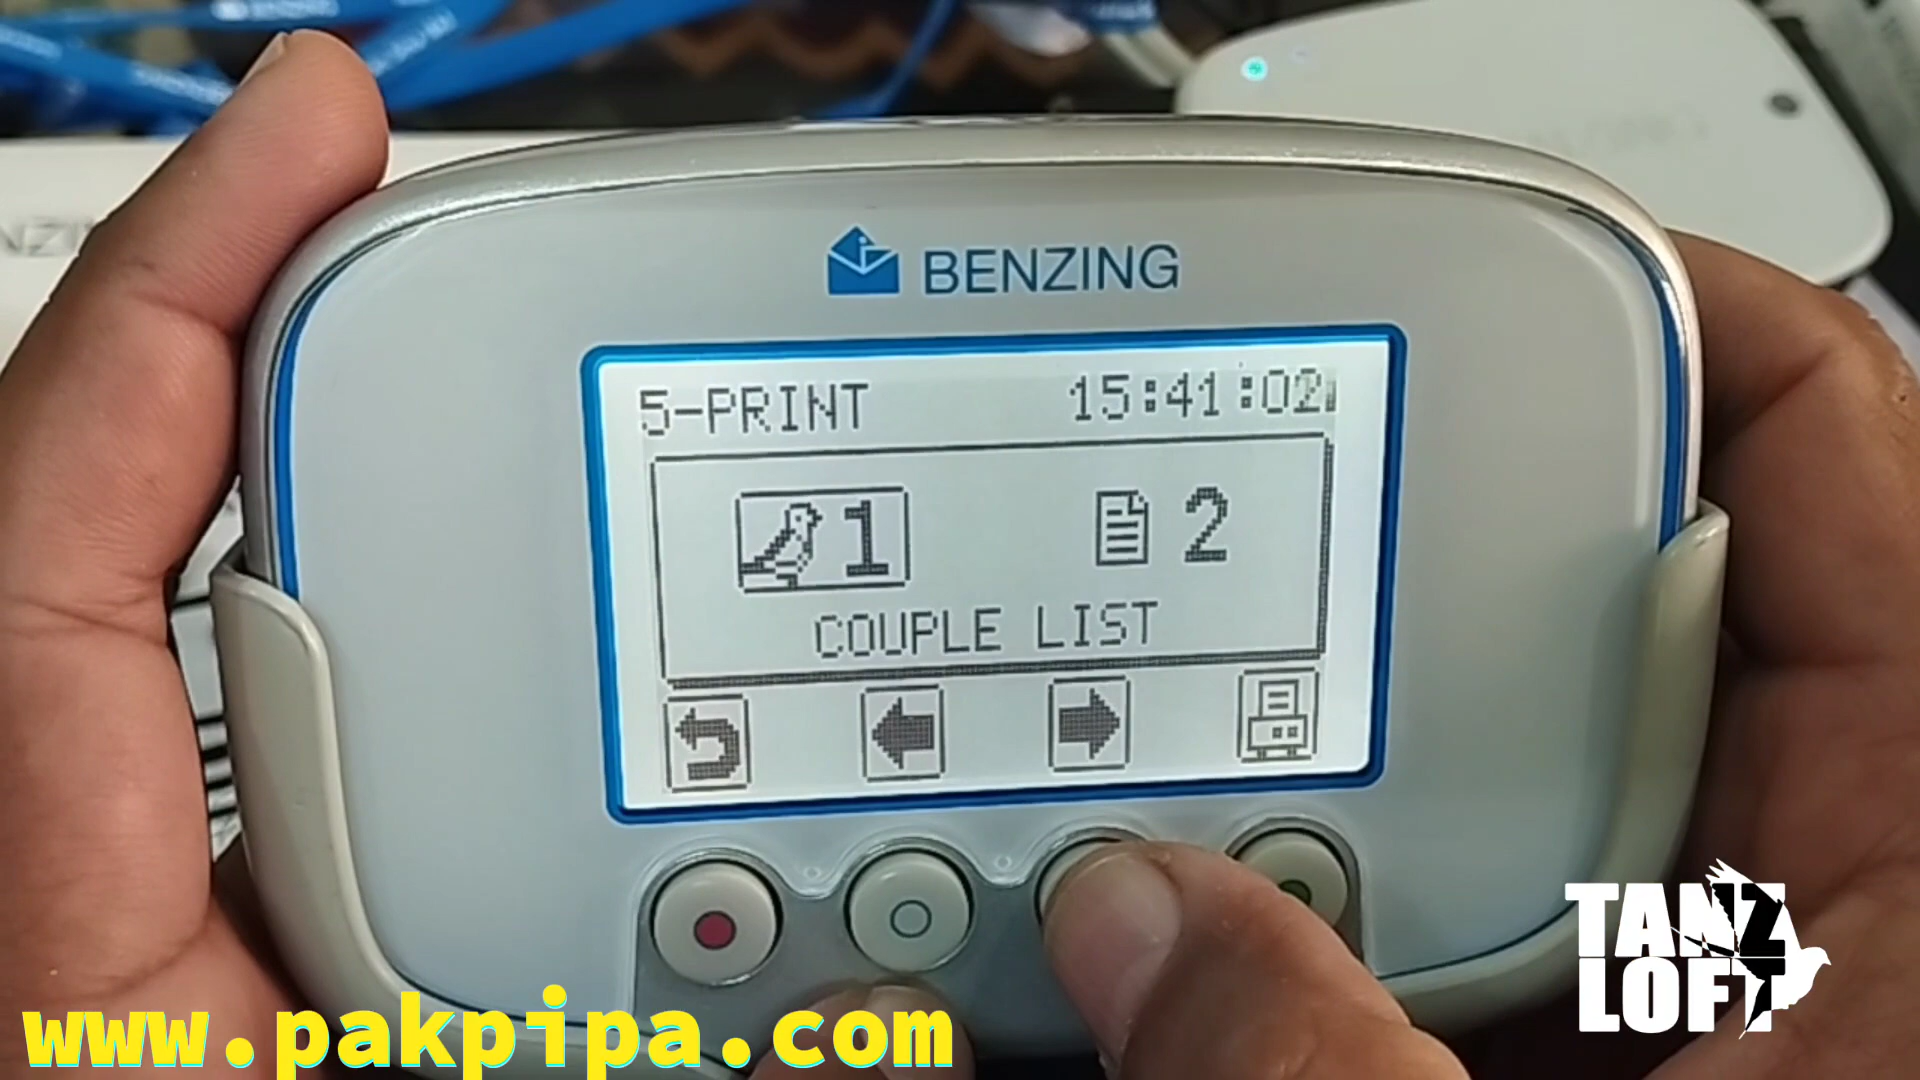 BENZING
5-PRINT 15:41:02
1 2
COUPLE LIST
TANZ
LOFT
www.pakpipa.com